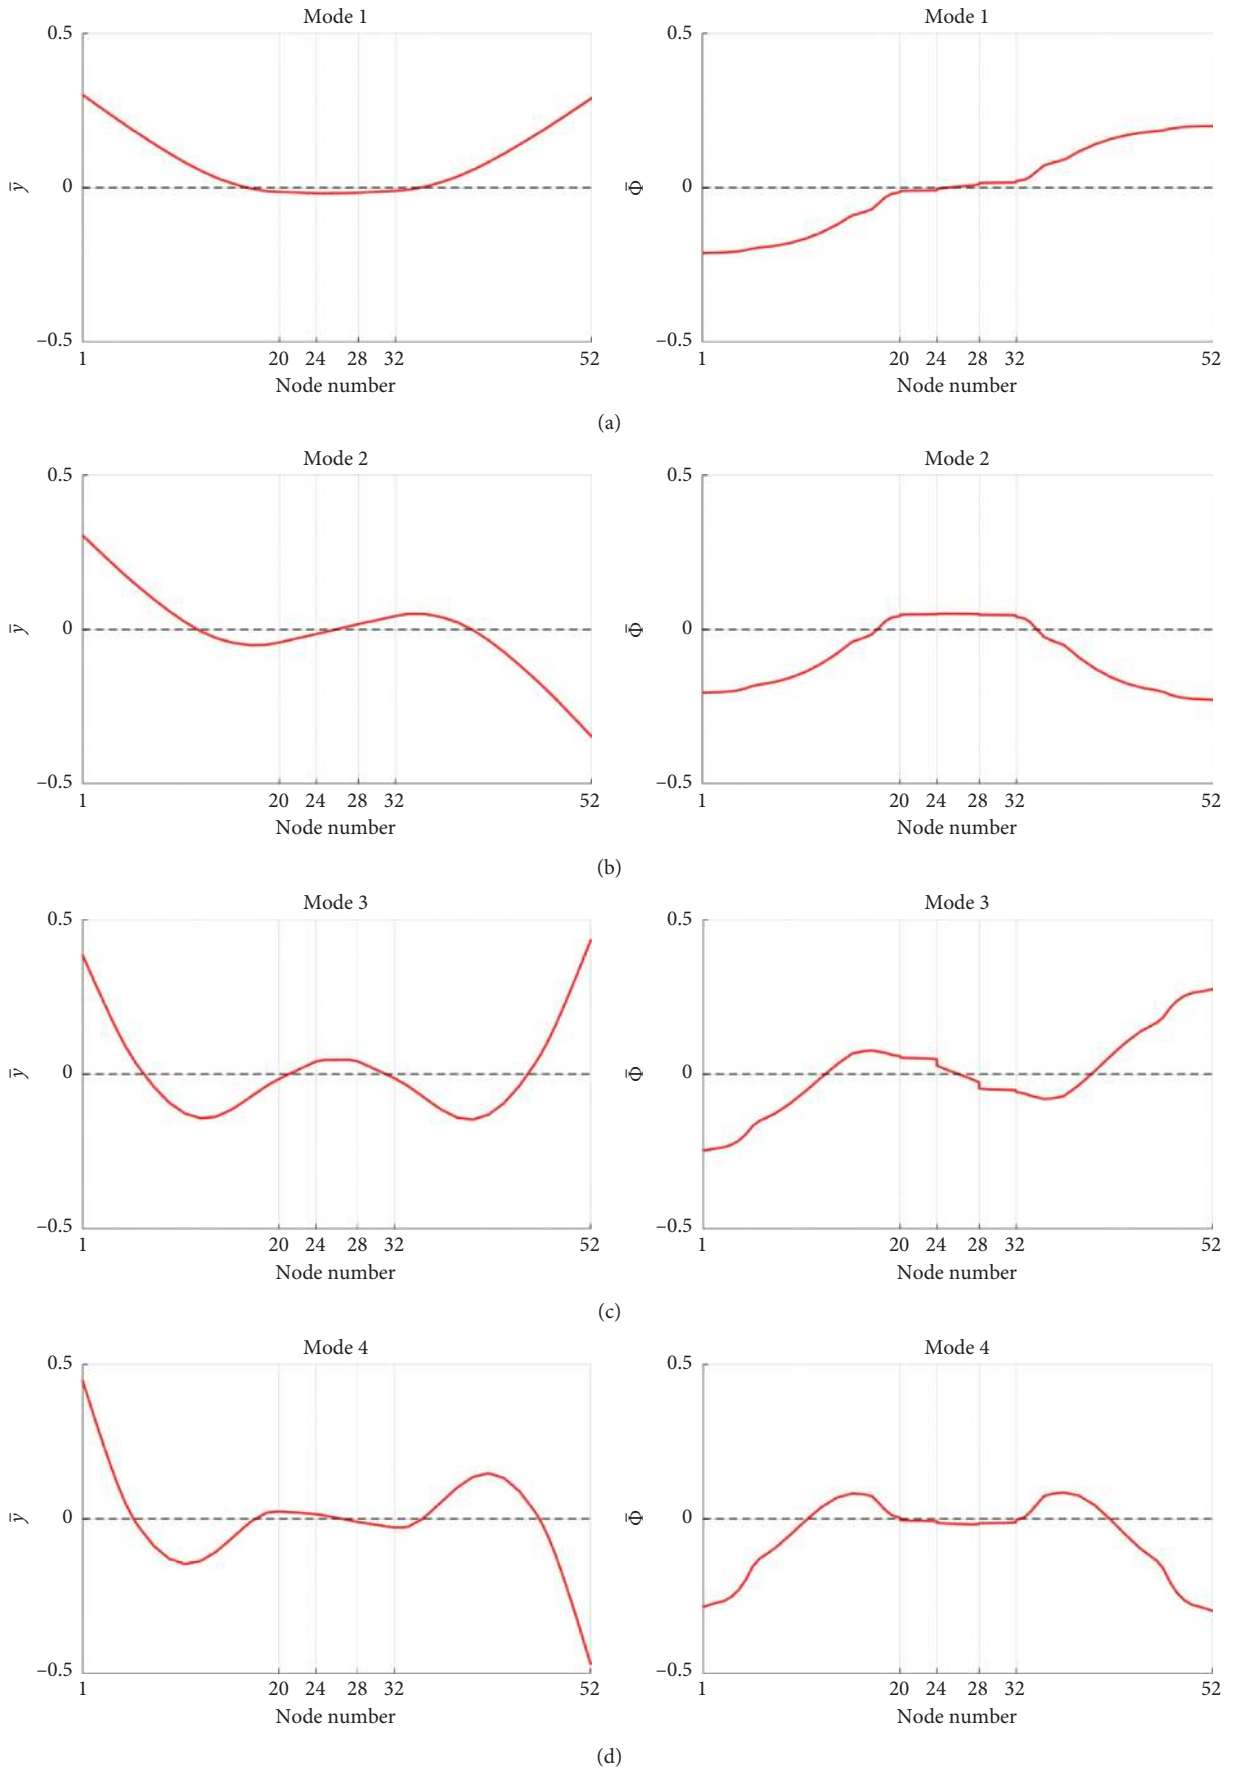 Mode 1
0.5
0
–0.5
y̅
1 20 24 28 32 52
Node number
Mode 1
0.5
0
–0.5
Φ̅
1 20 24 28 32 52
Node number
(a)
Mode 2
0.5
0
–0.5
y̅
1 20 24 28 32 52
Node number
Mode 2
0.5
0
–0.5
Φ̅
1 20 24 28 32 52
Node number
(b)
Mode 3
0.5
0
–0.5
y̅
1 20 24 28 32 52
Node number
Mode 3
0.5
0
–0.5
Φ̅
1 20 24 28 32 52
Node number
(c)
Mode 4
0.5
0
–0.5
y̅
1 20 24 28 32 52
Node number
Mode 4
0.5
0
–0.5
Φ̅
1 20 24 28 32 52
Node number
(d)